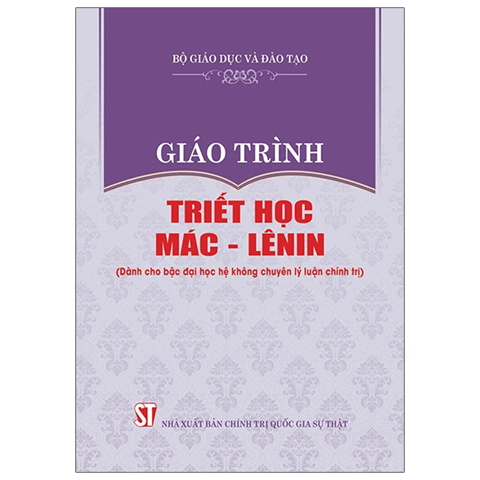 BỘ GIÁO DỤC VÀ ĐÀO TẠO
GIÁO TRÌNH
TRIẾT HỌC
MÁC - LÊNIN
(Dành cho bậc đại học hệ không chuyên lý luận chính trị)
ST
NHÀ XUẤT BẢN CHÍNH TRỊ QUỐC GIA SỰ THẬT